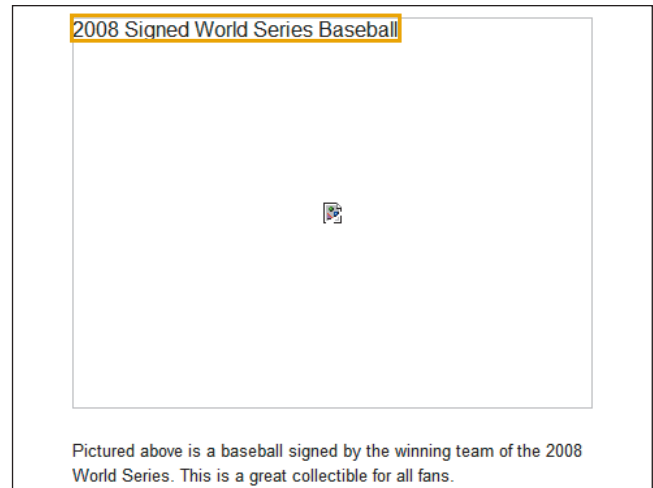 2008 Signed World Series Baseball
Pictured above is a baseball signed by the winning team of the 2008
World Series. This is a great collectible for all fans.